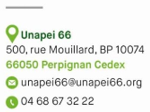 Unapei 66
500, rue Mouillard, BP 10074
66050 Perpignan Cedex
unapei66@unapei66.org
04 68 67 32 22